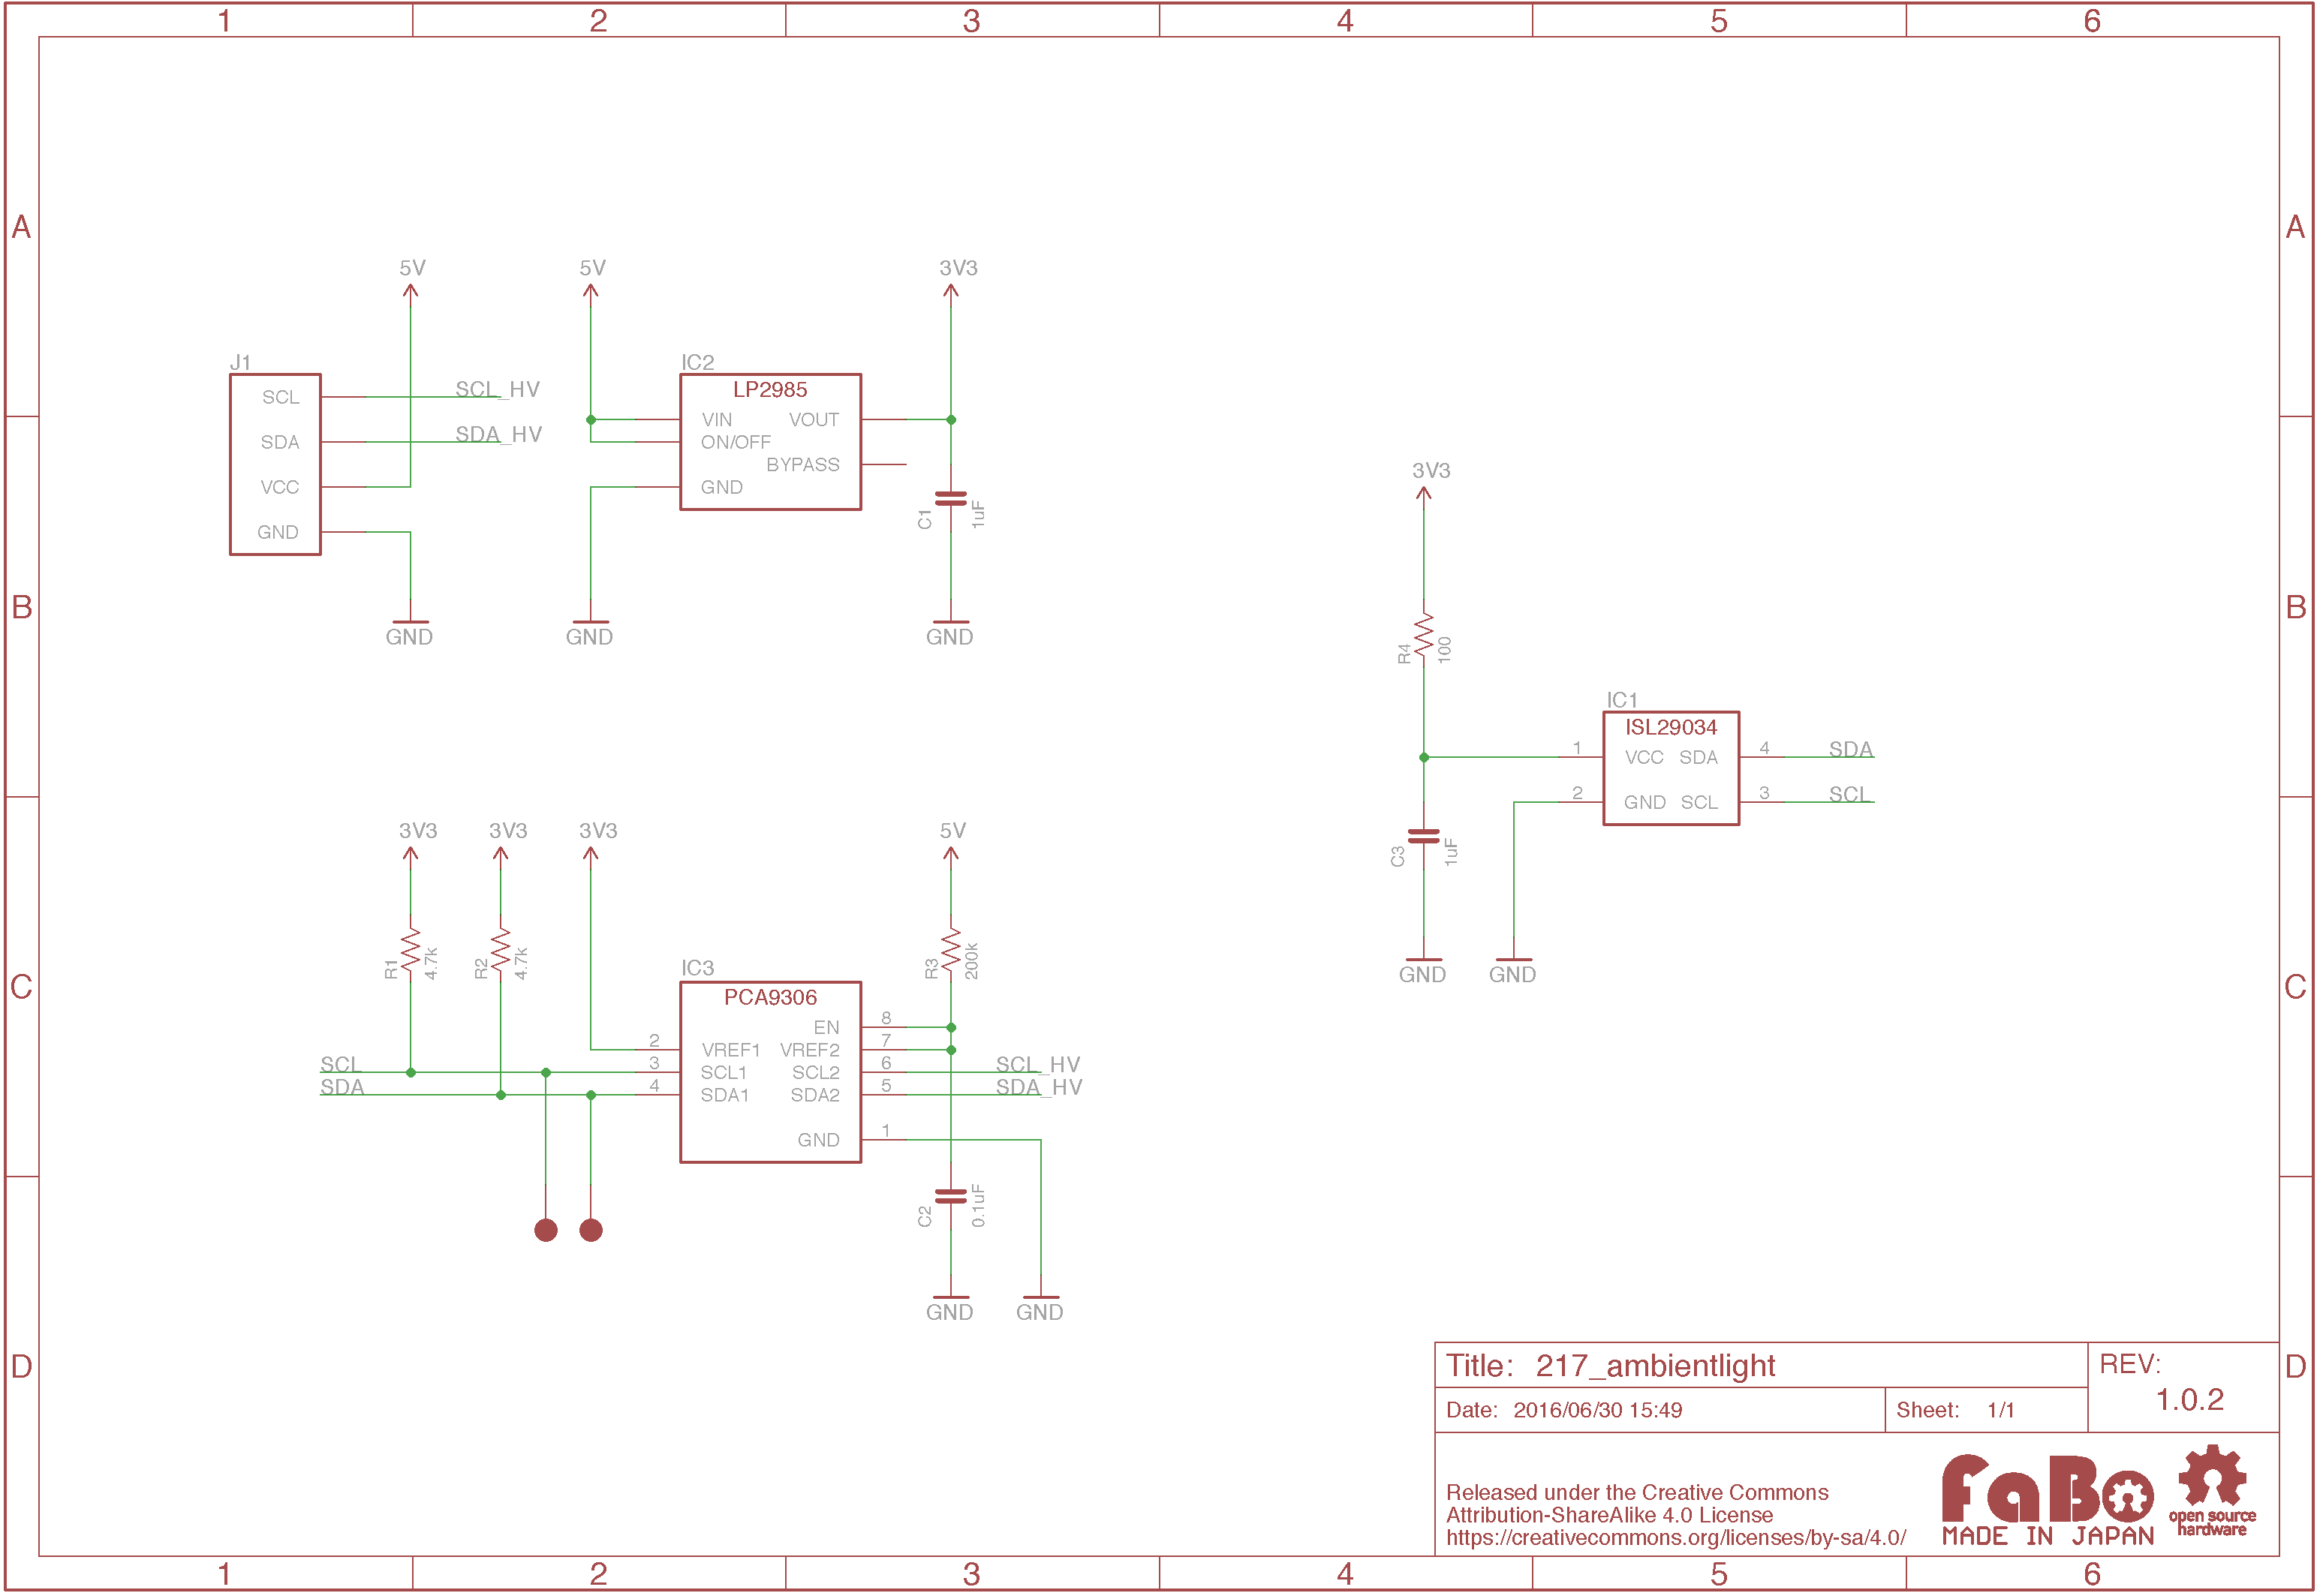 1 2 3 4 5 6
A A
5V 5V 3V3
J1 IC2
SCL SCL_HV LP2985
SDA SDA_HV VIN VOUT
ON/OFF
BYPASS
VCC GND
GND C1 1uF
GND GND GND
3V3
B B
R4 100
IC1
ISL29034
1 VCC SDA 4 SDA
2 GND SCL 3 SCL
C3 1uF
GND GND
3V3 3V3 3V3 5V
R1 4.7k R2 4.7k R3 200k
C C
IC3
PCA9306
EN 8
2 VREF1 VREF2 7
SCL 3 SCL1 SCL2 6 SCL_HV
SDA 4 SDA1 SDA2 5 SDA_HV
GND 1
C2 0.1uF
GND GND
D D
Title: 217_ambientlight
REV:
1.0.2
Date: 2016/06/30 15:49
Sheet: 1/1
Released under the Creative Commons
Attribution-ShareAlike 4.0 License
https://creativecommons.org/licenses/by-sa/4.0/
FaBo
MADE IN JAPAN
open source
hardware
1 2 3 4 5 6